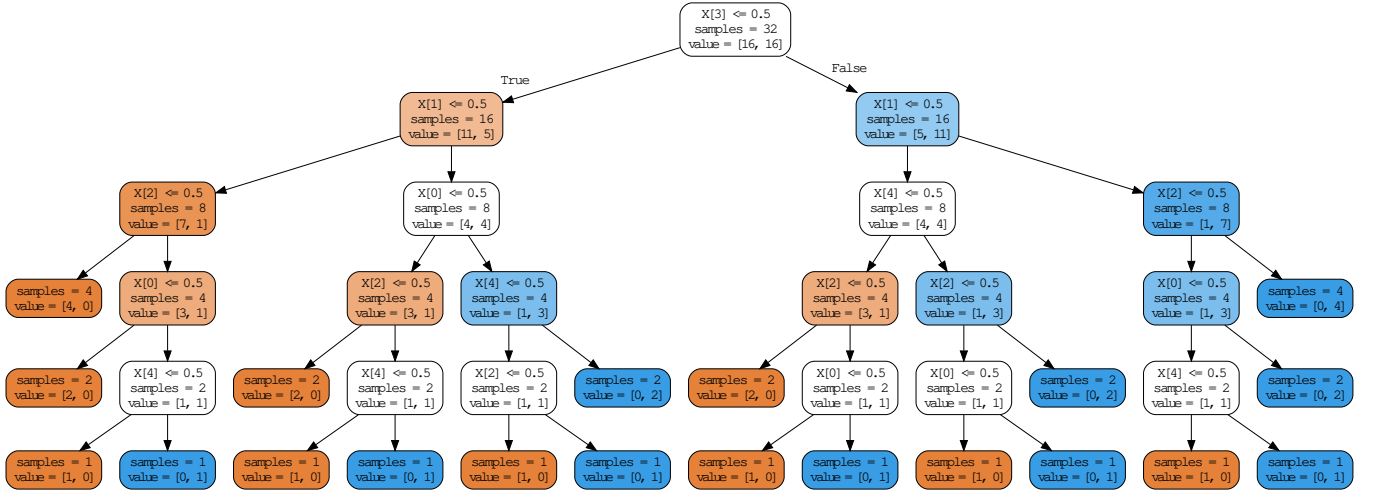 X[3] <= 0.5
samples = 32
value = [16, 16]
True
False
X[1] <= 0.5
samples = 16
value = [11, 5]
X[1] <= 0.5
samples = 16
value = [5, 11]
X[2] <= 0.5
samples = 8
value = [7, 1]
X[0] <= 0.5
samples = 8
value = [4, 4]
X[4] <= 0.5
samples = 8
value = [4, 4]
X[2] <= 0.5
samples = 8
value = [1, 7]
samples = 4
value = [4, 0]
X[0] <= 0.5
samples = 4
value = [3, 1]
X[2] <= 0.5
samples = 4
value = [3, 1]
X[4] <= 0.5
samples = 4
value = [1, 3]
X[2] <= 0.5
samples = 4
value = [3, 1]
X[2] <= 0.5
samples = 4
value = [1, 3]
X[0] <= 0.5
samples = 4
value = [1, 3]
samples = 4
value = [0, 4]
samples = 2
value = [2, 0]
X[4] <= 0.5
samples = 2
value = [1, 1]
samples = 2
value = [2, 0]
X[4] <= 0.5
samples = 2
value = [1, 1]
X[2] <= 0.5
samples = 2
value = [1, 1]
samples = 2
value = [0, 2]
samples = 2
value = [2, 0]
X[0] <= 0.5
samples = 2
value = [1, 1]
X[0] <= 0.5
samples = 2
value = [1, 1]
samples = 2
value = [0, 2]
X[4] <= 0.5
samples = 2
value = [1, 1]
samples = 2
value = [0, 2]
samples = 1
value = [1, 0]
samples = 1
value = [0, 1]
samples = 1
value = [1, 0]
samples = 1
value = [0, 1]
samples = 1
value = [1, 0]
samples = 1
value = [0, 1]
samples = 1
value = [1, 0]
samples = 1
value = [0, 1]
samples = 1
value = [1, 0]
samples = 1
value = [0, 1]
samples = 1
value = [1, 0]
samples = 1
value = [0, 1]